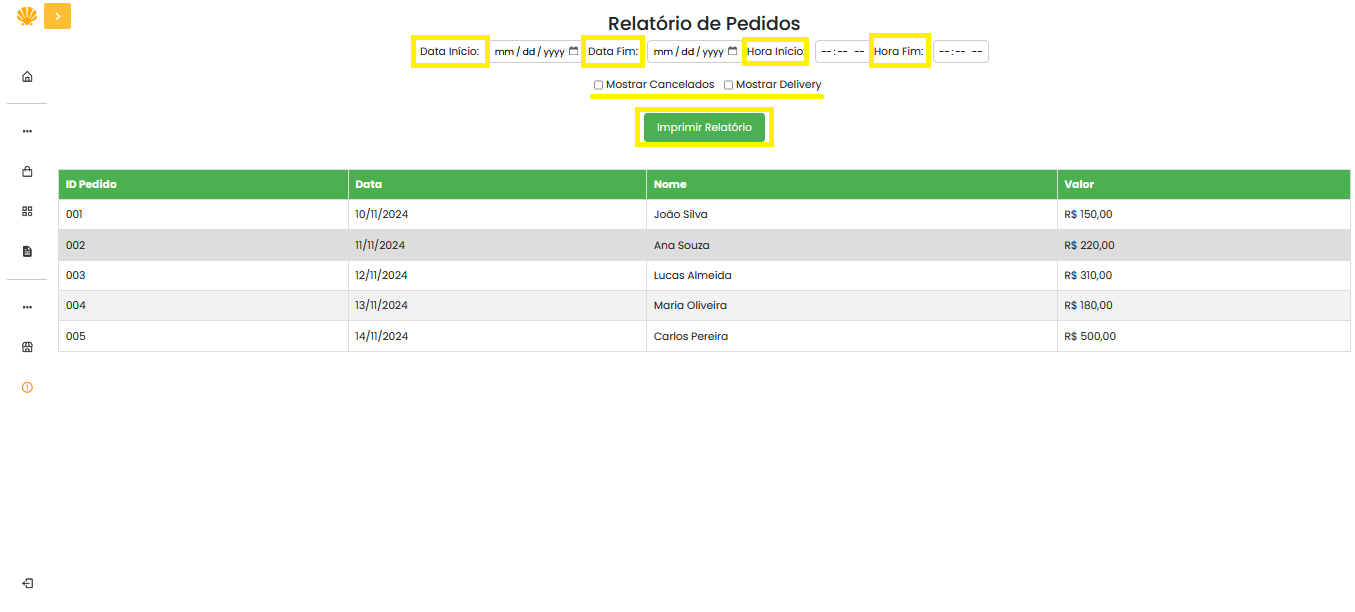 Relatório de Pedidos
Data Início: mm/dd/yyyy Data Fim: mm/dd/yyyy Hora Início: --:-- -- Hora Fim: --:-- --
Mostrar Cancelados Mostrar Delivery
Imprimir Relatório
ID Pedido Data Nome Valor
001 10/11/2024 João Silva R$ 150,00
002 11/11/2024 Ana Souza R$ 220,00
003 12/11/2024 Lucas Almeida R$ 310,00
004 13/11/2024 Maria Oliveira R$ 180,00
005 14/11/2024 Carlos Pereira R$ 500,00